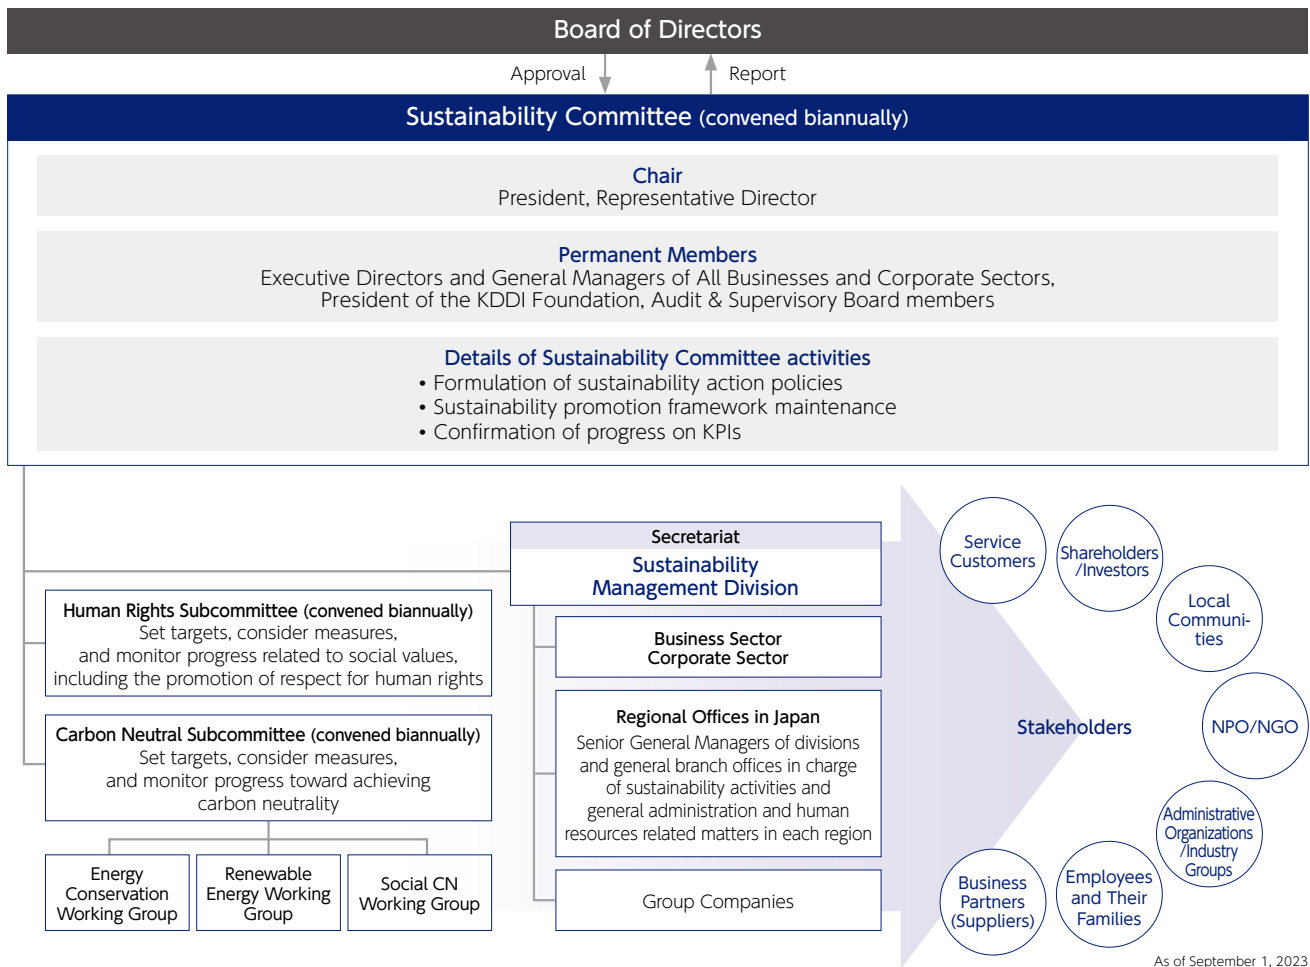 Board of Directors
Approval
Report
Sustainability Committee (convened biannually)
Chair
President, Representative Director
Permanent Members
Executive Directors and General Managers of All Businesses and Corporate Sectors,
President of the KDDI Foundation, Audit & Supervisory Board members
Details of Sustainability Committee activities
• Formulation of sustainability action policies
• Sustainability promotion framework maintenance
• Confirmation of progress on KPIs
Human Rights Subcommittee (convened biannually)
Set targets, consider measures,
and monitor progress related to social values,
including the promotion of respect for human rights
Carbon Neutral Subcommittee (convened biannually)
Set targets, consider measures,
and monitor progress toward achieving
carbon neutrality
Energy
Conservation
Working Group
Renewable
Energy Working
Group
Social CN
Working Group
Secretariat
Sustainability
Management Division
Business Sector
Corporate Sector
Regional Offices in Japan
Senior General Managers of divisions
and general branch offices in charge
of sustainability activities and
general administration and human
resources related matters in each region
Group Companies
Stakeholders
Service
Customers
Shareholders
/Investors
Local
Communi-
ties
NPO/NGO
Administrative
Organizations
/Industry
Groups
Employees
and Their
Families
Business
Partners
(Suppliers)
As of September 1, 2023